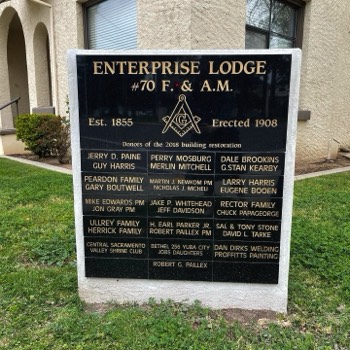 ENTERPRISE LODGE
#70 F. & A.M.
G
Est. 1855
Erected 1908
Donors of the 2018 building restoration
JERRY D. PAINE
GUY HARRIS
PERRY MOSBURG
MERLIN MITCHELL
DALE BROOKINS
G.STAN KEARBY
PEARDON FAMILY
GARY BOUTWELL
MARTIN J. NEWKOM PM
NICHOLAS J. MICHELI
LARRY HARRIS
EUGENE BODEN
MIKE EDWARDS PM
JON GRAY PM
JAKE P. WHITEHEAD
JEFF DAVIDSON
RECTOR FAMILY
CHUCK PAPAGEORGE
ULLREY FAMILY
HERRICK FAMILY
H. EARL PARKER JR.
ROBERT PAILLEX PM
SAL & TONY STONE
DAVID L. TARKE
CENTRAL SACRAMENTO
VALLEY SHRINE CLUB
BETHEL 256 YUBA CITY
JOBS DAUGHTERS
DAN DIRKS WELDING
PROFFITTS PAINTING
ROBERT G. PAILLEX